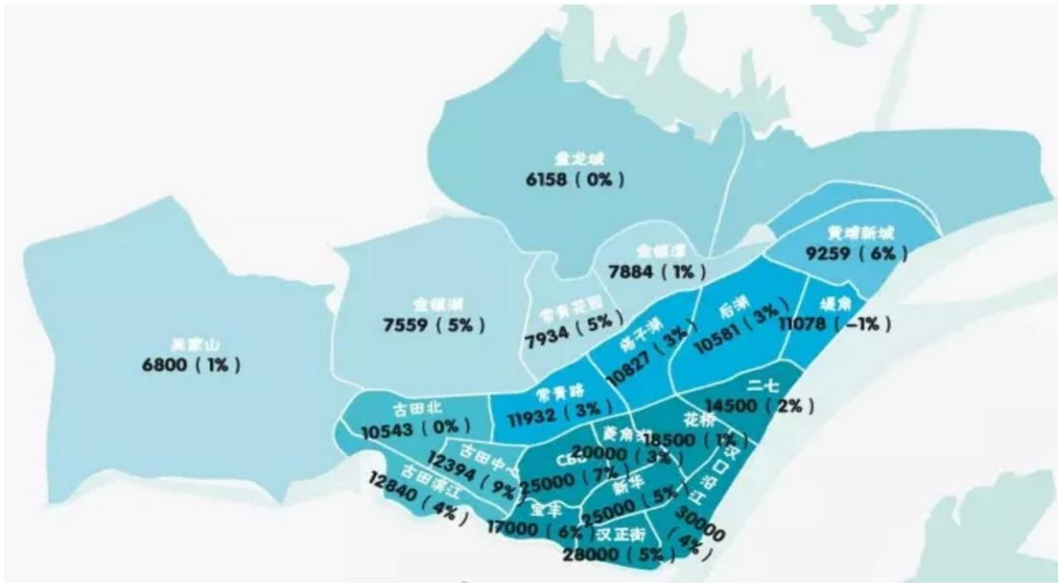 盘龙城
6158 ( 0% )
黄埔新城
9259 ( 6% )
金银潭
7884 ( 1% )
金银湖
7559 ( 5% )
常青花园
7934 ( 5% )
吴家山
6800 ( 1% )
杨子湖
10827 ( 3% )
后湖
10581 ( 3% )
堤角
11078 ( -1% )
二七
14500 ( 2% )
古田北
10543 ( 0% )
常青路
11932 ( 3% )
花桥
18500 ( 1% )
菱角湖
20000 ( 3% )
古田中心
12394 ( 9% )
CBD
25000 ( 7% )
汉口沿江
30000
( 4% )
古田滨江
12840 ( 4% )
新华
25000 ( 5% )
宝丰
17000 ( 6% )
汉正街
28000 ( 5% )